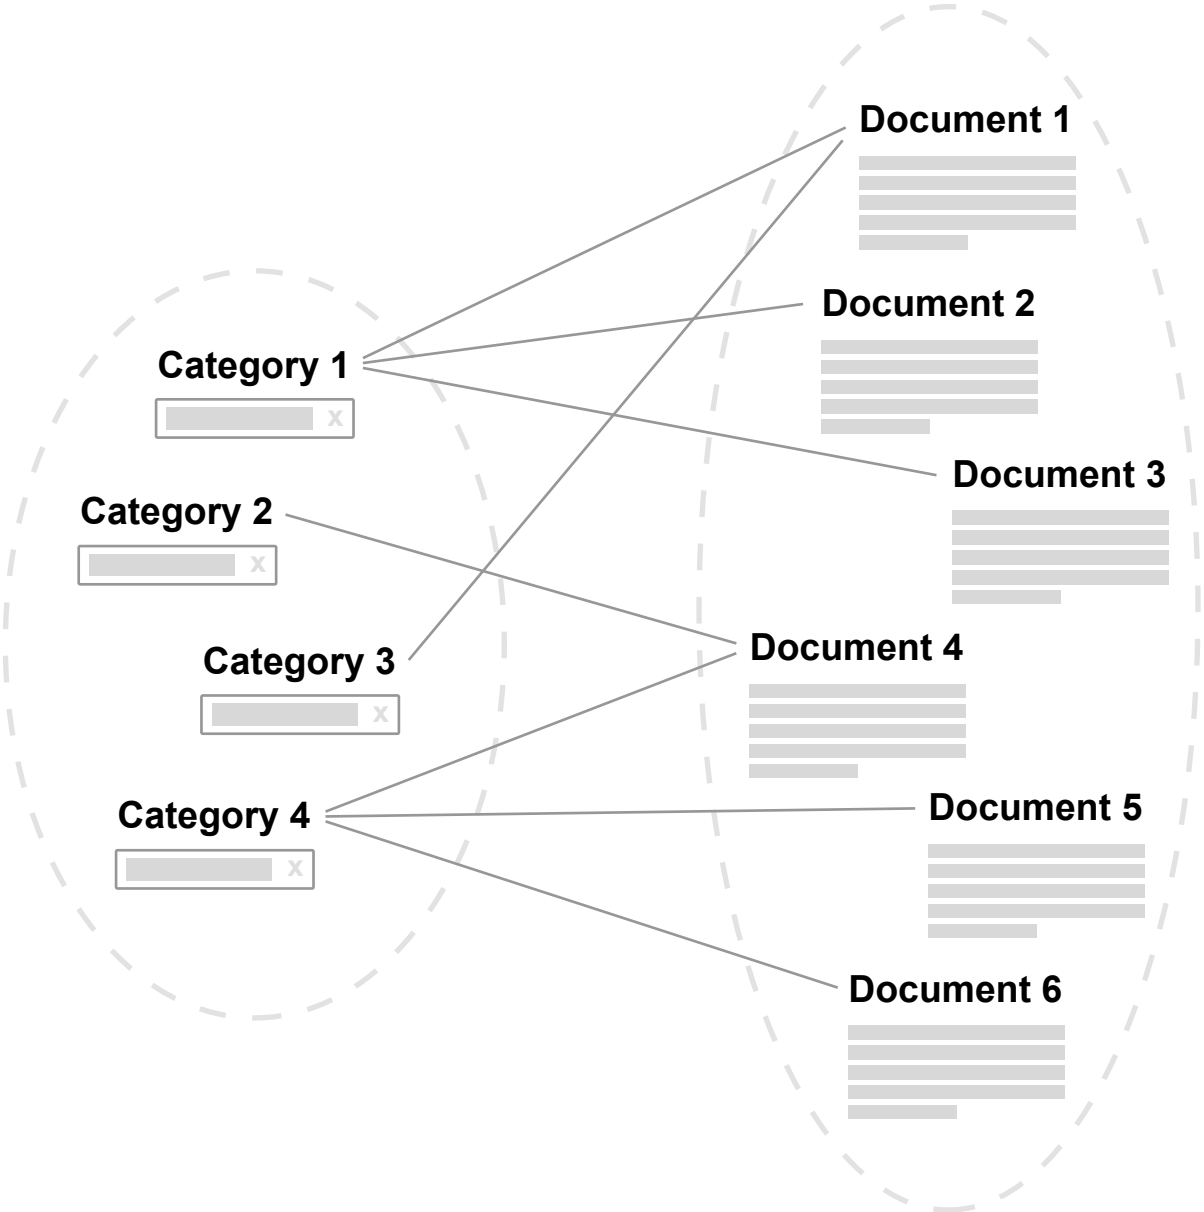 Category 1
x
Category 2
x
Category 3
x
Category 4
x
Document 1
Document 2
Document 3
Document 4
Document 5
Document 6